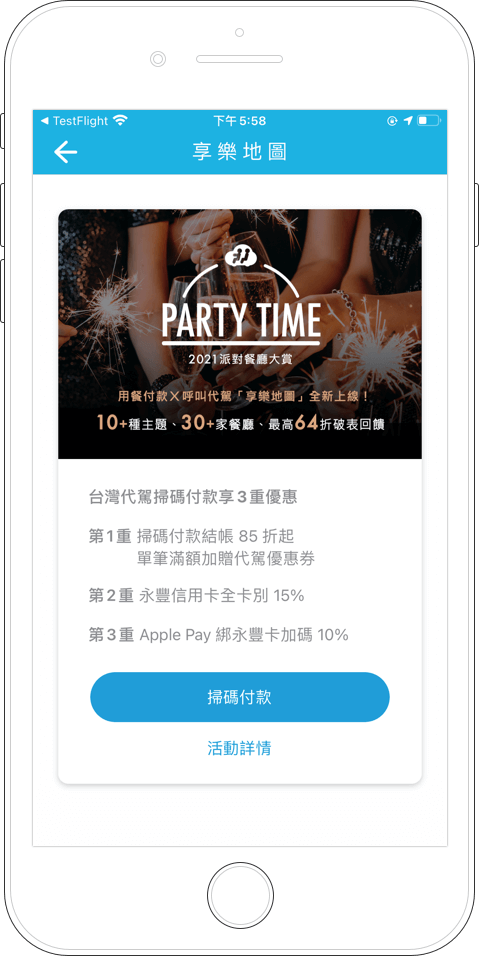 TestFlight
下午5:58
享樂地圖
PARTY TIME
2021派對餐廳大賞
用餐付款X呼叫代駕「享樂地圖」全新上線！
10+種主題、30+家餐廳、最高64折破表回饋
台灣代駕掃碼付款享3重優惠
第1重 掃碼付款結帳 85 折起
單筆滿額加贈代駕優惠券
第2重 永豐信用卡全卡別 15%
第3重 Apple Pay 綁永豐卡加碼 10%
掃碼付款
活動詳情